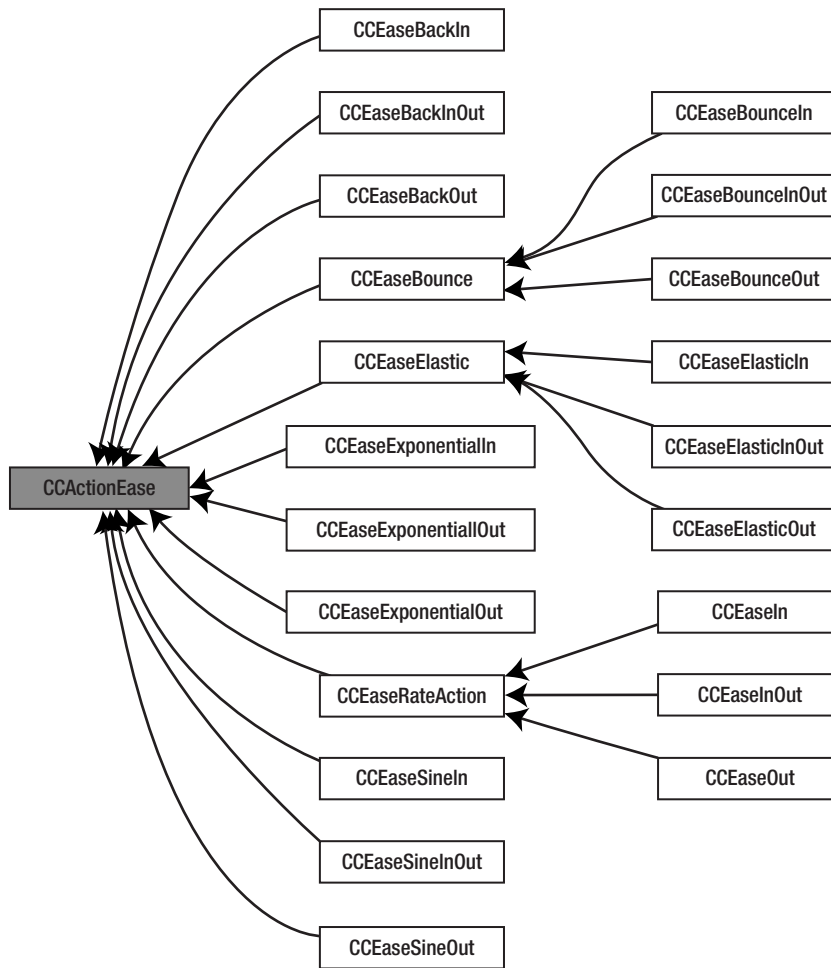 CCEaseBackIn
CCEaseBackInOut
CCEaseBounceIn
CCEaseBackOut
CCEaseBounceInOut
CCEaseBounce
CCEaseBounceOut
CCEaseElastic
CCEaseElasticIn
CCEaseExponentialIn
CCEaseElasticInOut
CCActionEase
CCEaseExponentialIOut
CCEaseElasticOut
CCEaseExponentialOut
CCEaseIn
CCEaseRateAction
CCEaseInOut
CCEaseSineIn
CCEaseOut
CCEaseSineInOut
CCEaseSineOut